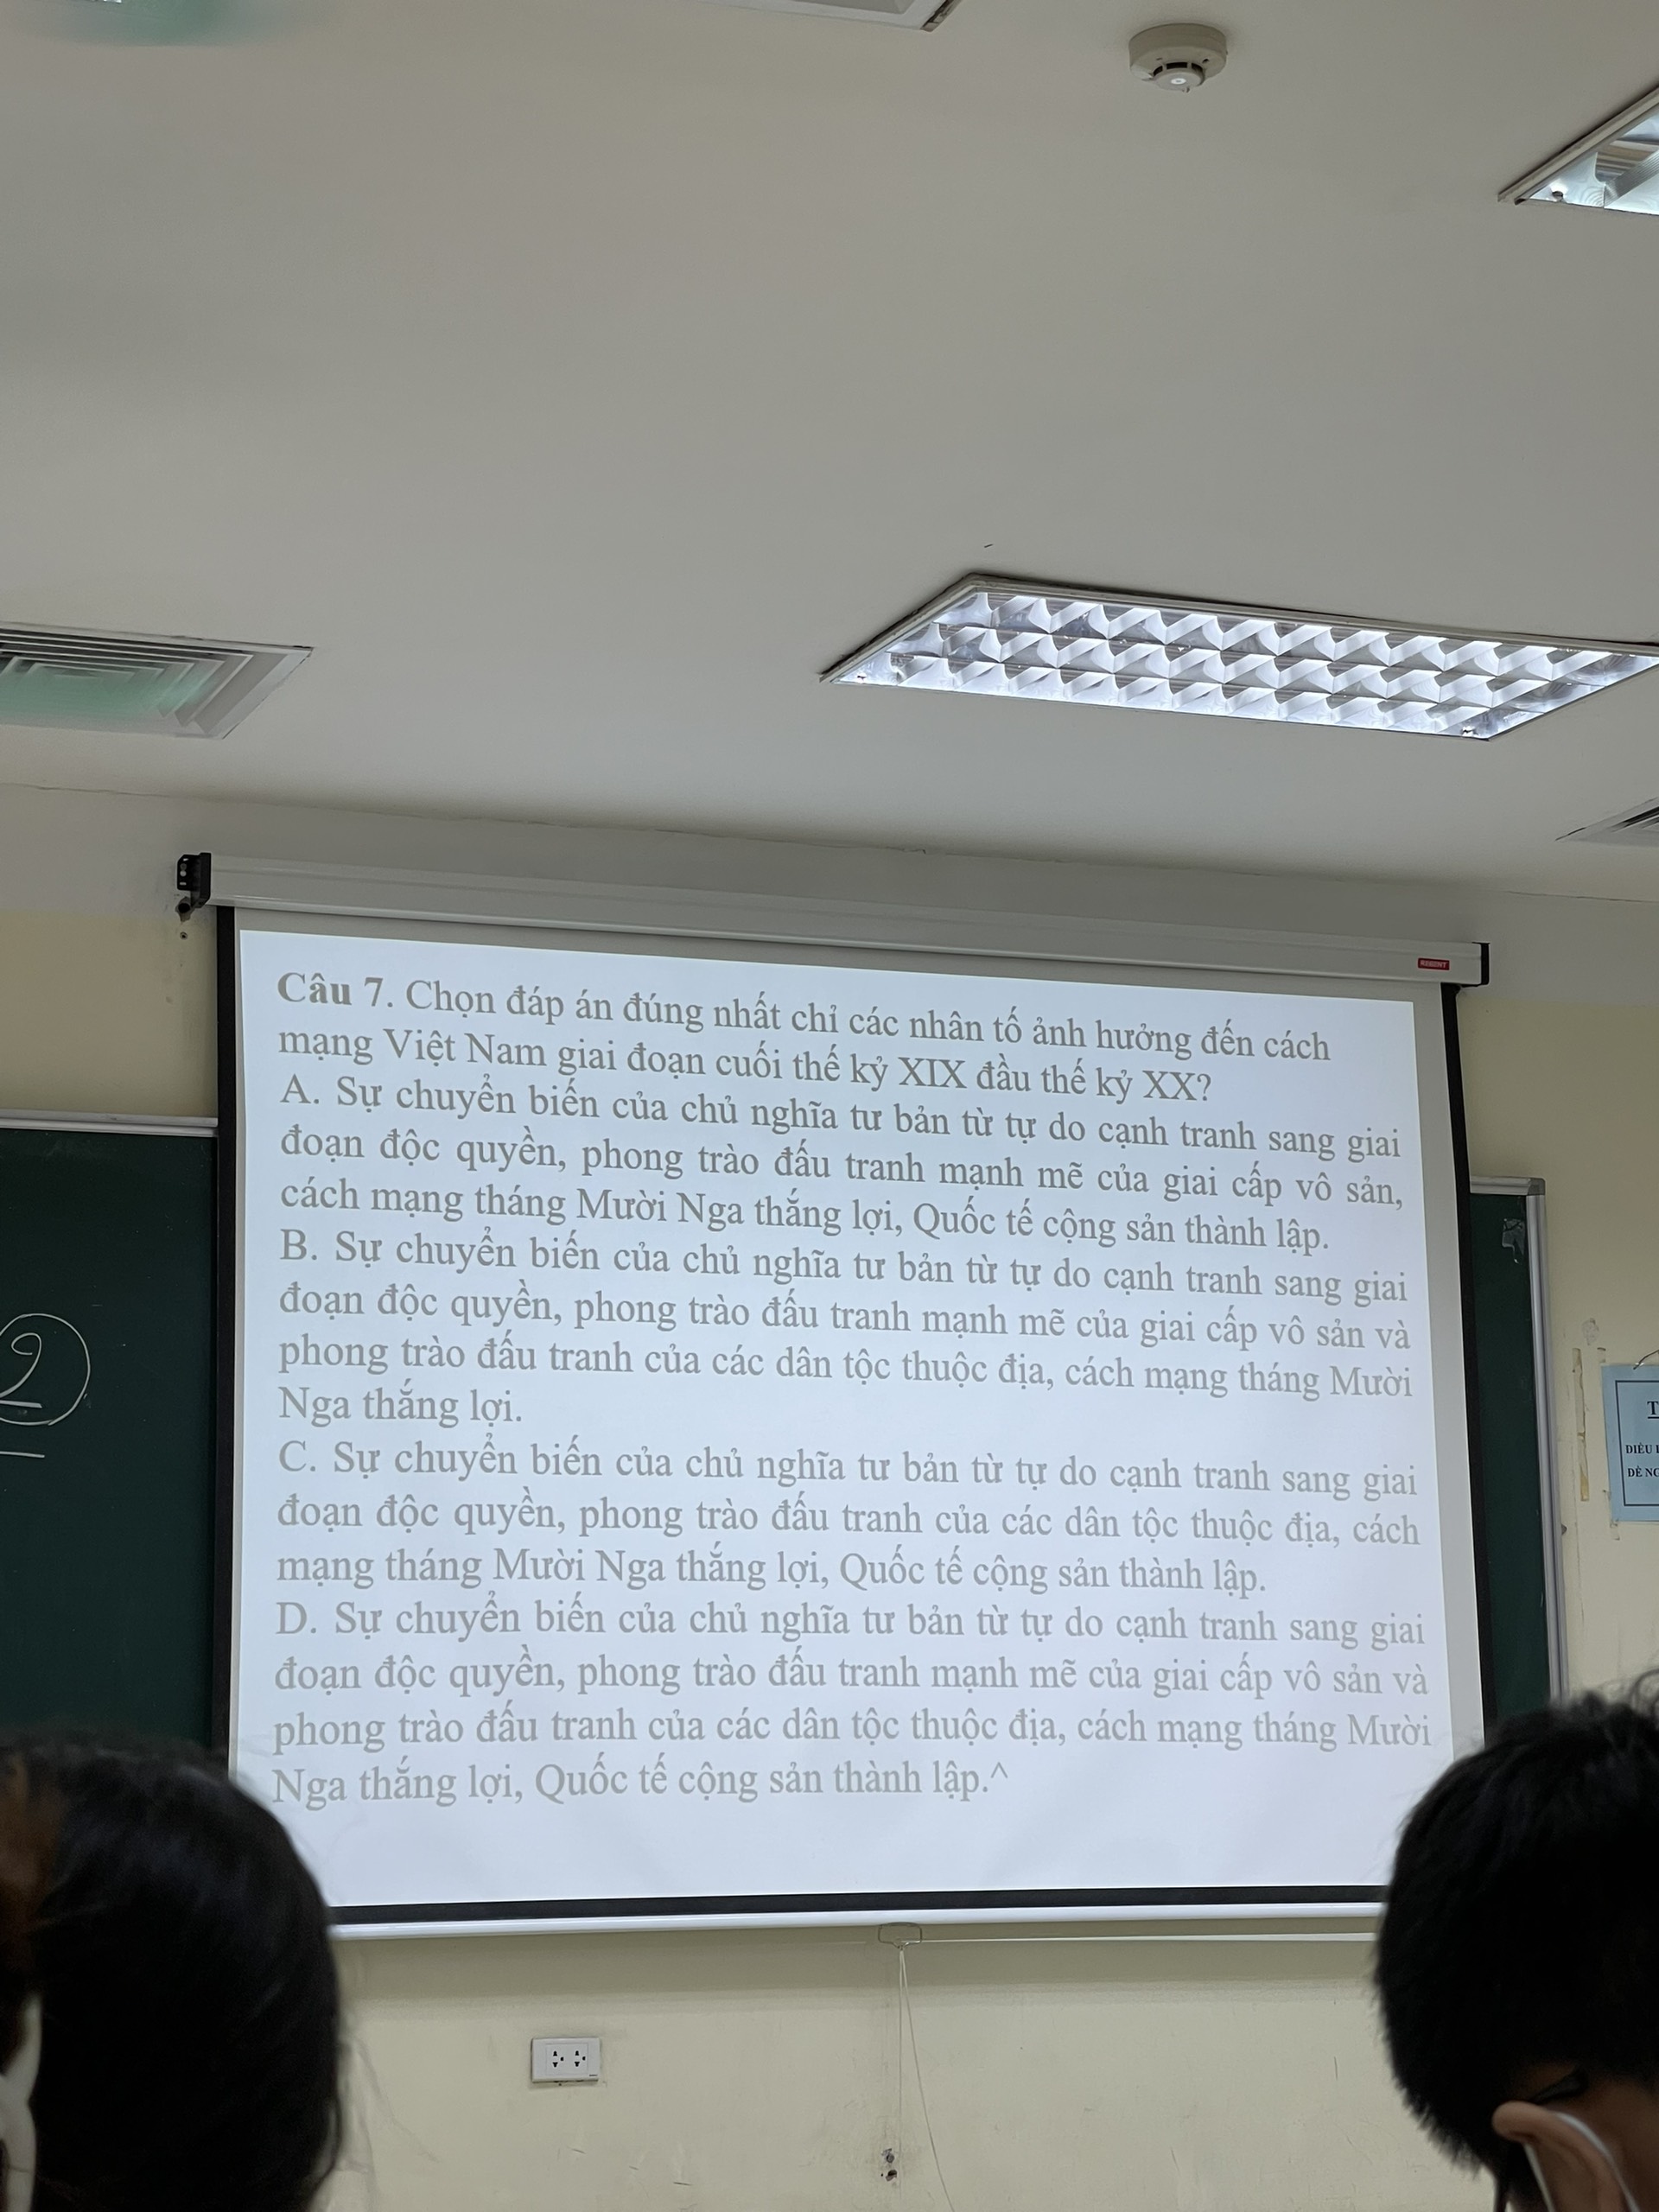 REGENT
Câu 7. Chọn đáp án đúng nhất chỉ các nhân tố ảnh hưởng đến cách
mạng Việt Nam giai đoạn cuối thế kỷ XIX đầu thế kỷ XX?
A. Sự chuyển biến của chủ nghĩa tư bản từ tự do cạnh tranh sang giai
đoạn độc quyền, phong trào đấu tranh mạnh mẽ của giai cấp vô sản,
cách mạng tháng Mười Nga thắng lợi, Quốc tế cộng sản thành lập.
B. Sự chuyển biến của chủ nghĩa tư bản từ tự do cạnh tranh sang giai
đoạn độc quyền, phong trào đấu tranh mạnh mẽ của giai cấp vô sản và
phong trào đấu tranh của các dân tộc thuộc địa, cách mạng tháng Mười
Nga thắng lợi.
C. Sự chuyển biến của chủ nghĩa tư bản từ tự do cạnh tranh sang giai
đoạn độc quyền, phong trào đấu tranh của các dân tộc thuộc địa, cách
mạng tháng Mười Nga thắng lợi, Quốc tế cộng sản thành lập.
D. Sự chuyển biến của chủ nghĩa tư bản từ tự do cạnh tranh sang giai
đoạn độc quyền, phong trào đấu tranh mạnh mẽ của giai cấp vô sản và
phong trào đấu tranh của các dân tộc thuộc địa, cách mạng tháng Mười
Nga thắng lợi, Quốc tế cộng sản thành lập.^
2